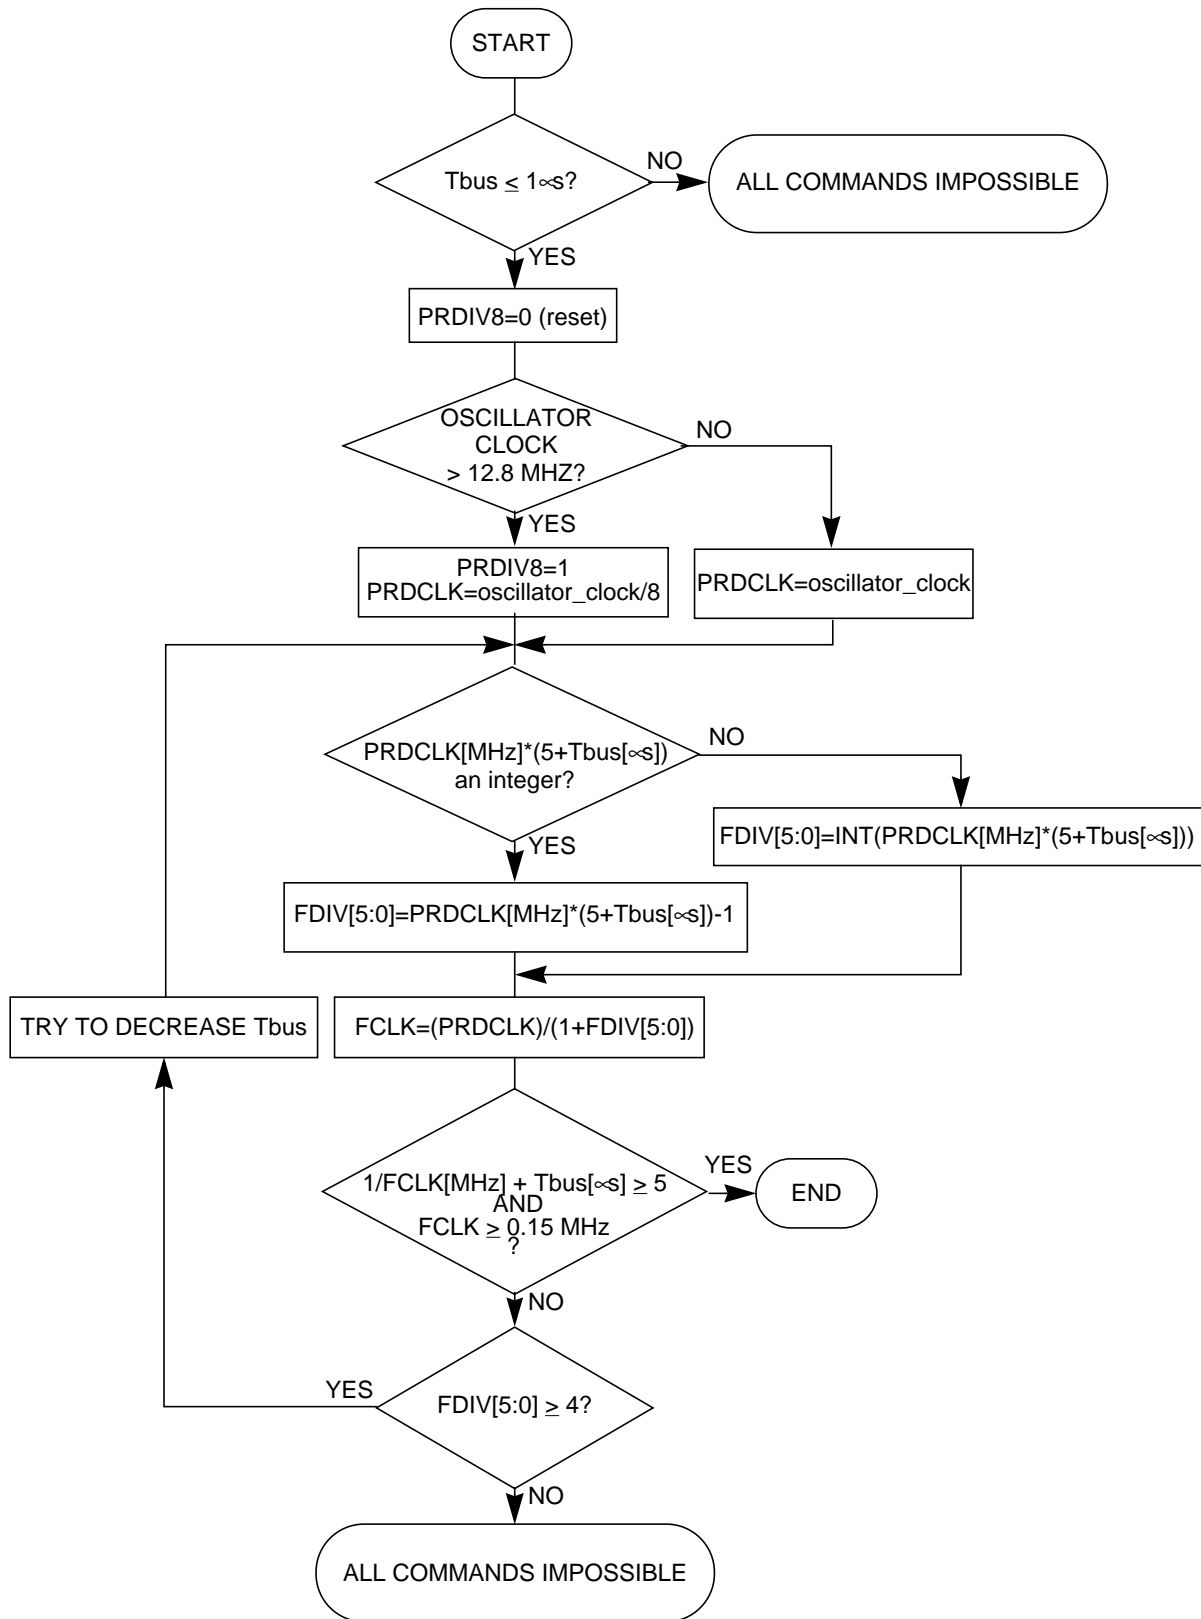 START
Tbus ≤ 1∝s?
NO
ALL COMMANDS IMPOSSIBLE
YES
PRDIV8=0 (reset)
OSCILLATOR
CLOCK
> 12.8 MHZ?
NO
YES
PRDIV8=1
PRDCLK=oscillator_clock/8
PRDCLK=oscillator_clock
PRDCLK[MHz]*(5+Tbus[∝s])
an integer?
NO
YES
FDIV[5:0]=INT(PRDCLK[MHz]*(5+Tbus[∝s]))
FDIV[5:0]=PRDCLK[MHz]*(5+Tbus[∝s])-1
TRY TO DECREASE Tbus
FCLK=(PRDCLK)/(1+FDIV[5:0])
1/FCLK[MHz] + Tbus[∝s] ≥ 5
AND
FCLK ≥ 0.15 MHz
?
YES
END
NO
FDIV[5:0] ≥ 4?
YES
NO
ALL COMMANDS IMPOSSIBLE